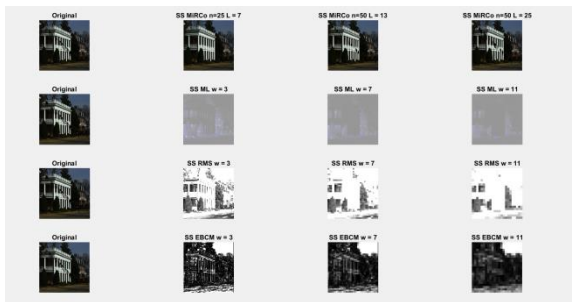 Original SS MiRCo n=25 L = 7 SS MiRCo n=50 L = 13 SS MiRCo n=50 L = 25
Original SS ML w = 3 SS ML w = 7 SS ML w = 11
Original SS RMS w = 3 SS RMS w = 7 SS RMS w = 11
Original SS EBCM w = 3 SS EBCM w = 7 SS EBCM w = 11